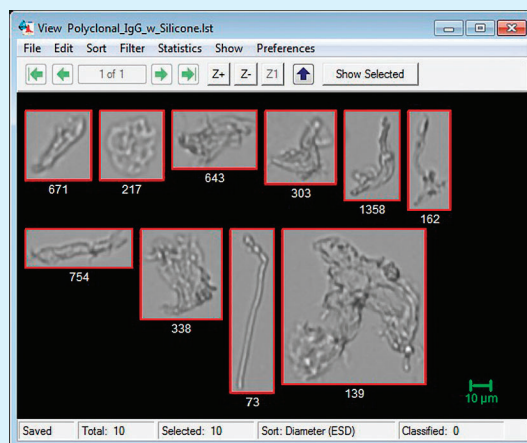 View Polyclonal_IgG_w_Silicone.lst
File Edit Sort Filter Statistics Show Preferences
1 of 1 Z+ Z- Z1 Show Selected
671 217 643 303 1358 162
754 338 73 139
10 µm
Saved Total: 10 Selected: 10 Sort: Diameter (ESD) Classified: 0